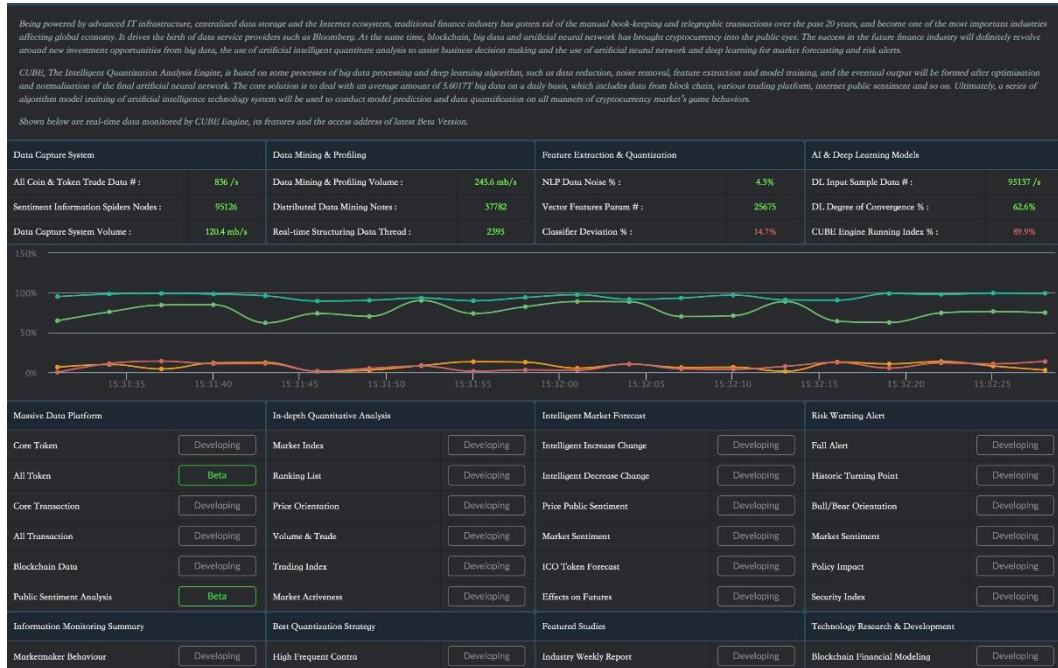 Being powered by advanced IT infrastructure, centralized data storage and the Internet ecosystem, traditional finance industry has gotten rid of the manual book-keeping and telegraphic transactions over the past 20 years, and become one of the most important industries
affecting global economy. It drives the birth of data service providers such as Bloomberg. At the same time, blockchain, big data and artificial neural network has brought cryptocurrency into the public eyes. The success in the future finance industry will definitely revolve
around new investment opportunities from big data, the use of artificial intelligent quantitate analysis to assist business decision making and the use of artificial neural network and deep learning for market forecasting and risk alerts.
CUBE, The Intelligent Quantization Analysis Engine, is based on some processes of big data processing and deep learning algorithm, such as data reduction, noise removal, feature extraction and model training, and the eventual output will be formed after optimization
and normalization of the final artificial neural network. The core solution is to deal with an average amount of 5.6017T big data on a daily basis, which includes data from block chain, various trading platform, internet public sentiment and so on. Ultimately, a series of
algorithm model training of artificial intelligence technology system will be used to conduct model prediction and data quantification on all manners of cryptocurrency market's game behaviors.
Shown below are real-time data monitored by CUBE Engine, its features and the access address of latest Beta Version.
Data Capture System Data Mining & Profiling Feature Extraction & Quantization AI & Deep Learning Models
All Coin & Token Trade Data # : 836 /s Data Mining & Profiling Volume : 245.6 mb/s NLP Data Noise % : 4.3% DL Input Sample Data # : 95137 /s
Sentiment Information Spiders Nodes : 95126 Distributed Data Mining Notes : 37782 Vector Features Param # : 25675 DL Degree of Convergence % : 62.6%
Data Capture System Volume : 120.4 mb/s Real-time Structuring Data Thread : 2395 Classifier Deviation % : 14.7% CUBE Engine Running Index % : 89.9%
150%
100%
50%
0%
15:31:35 15:31:40 15:31:45 15:31:50 15:31:55 15:32:00 15:32:05 15:32:10 15:32:15 15:32:20 15:32:25
Massive Data Platform In-depth Quantitative Analysis Intelligent Market Forecast Risk Warning Alert
Core Token Developing Market Index Developing Intelligent Increase Change Developing Fall Alert Developing
All Token Beta Ranking List Developing Intelligent Decrease Change Developing Historic Turning Point Developing
Core Transaction Developing Price Orientation Developing Price Public Sentiment Developing Bull/Bear Orientation Developing
All Transaction Developing Volume & Trade Developing Market Sentiment Developing Market Sentiment Developing
Blockchain Data Developing Trading Index Developing ICO Token Forecast Developing Policy Impact Developing
Public Sentiment Analysis Beta Market Activeness Developing Effects on Futures Developing Security Index Developing
Information Monitoring Summary Best Quantization Strategy Featured Studies Technology Research & Development
Marketmaker Behaviour Developing High Frequent Contra Developing Industry Weekly Report Developing Blockchain Financial Modeling Developing